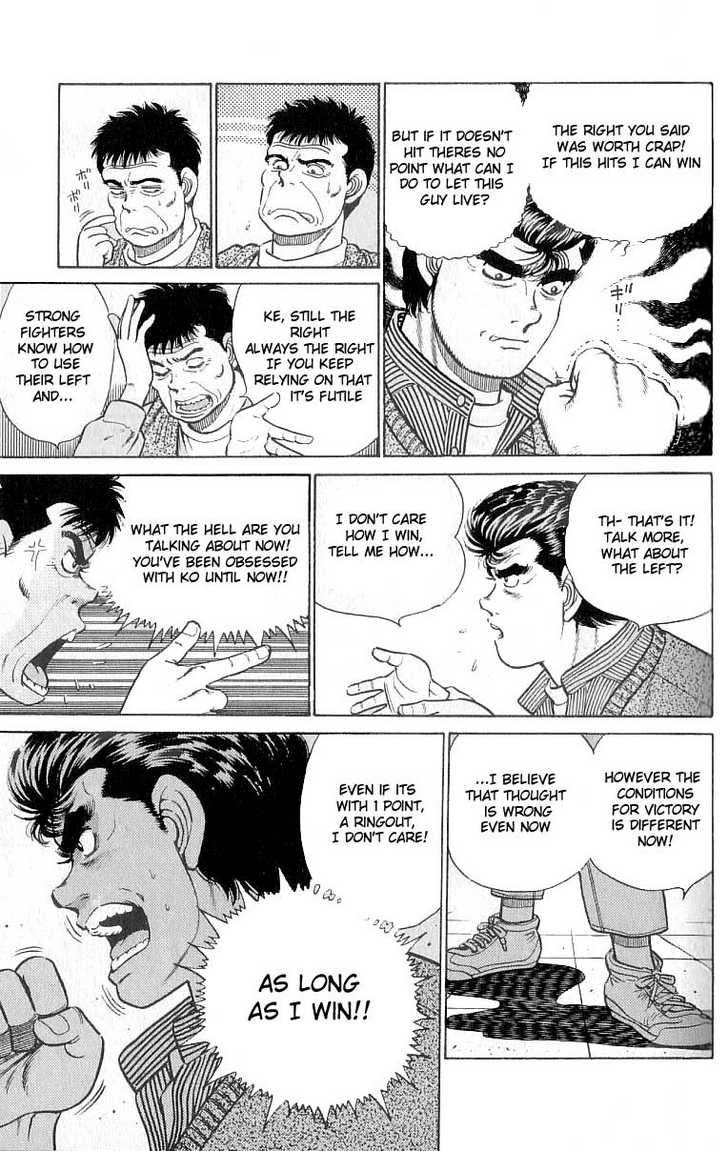 THE RIGHT YOU SAID
WAS WORTH CRAP!
IF THIS HITS I CAN WIN
BUT IF IT DOESN'T
HIT THERES NO
POINT WHAT CAN I
DO TO LET THIS
GUY LIVE?
KE, STILL THE
RIGHT
ALWAYS THE RIGHT
IF YOU KEEP
RELYING ON THAT
IT'S FUTILE
STRONG
FIGHTERS
KNOW HOW
TO USE
THEIR LEFT
AND...
TH- THAT'S IT!
TALK MORE,
WHAT ABOUT
THE LEFT?
I DON'T CARE
HOW I WIN,
TELL ME HOW...
WHAT THE HELL ARE YOU
TALKING ABOUT NOW!
YOU'VE BEEN OBSESSED
WITH KO UNTIL NOW!!
HOWEVER THE
CONDITIONS
FOR VICTORY
IS DIFFERENT
NOW!
...I BELIEVE
THAT THOUGHT
IS WRONG
EVEN NOW
EVEN IF ITS
WITH 1 POINT,
A RINGOUT,
I DON'T CARE!
AS LONG
AS I WIN!!